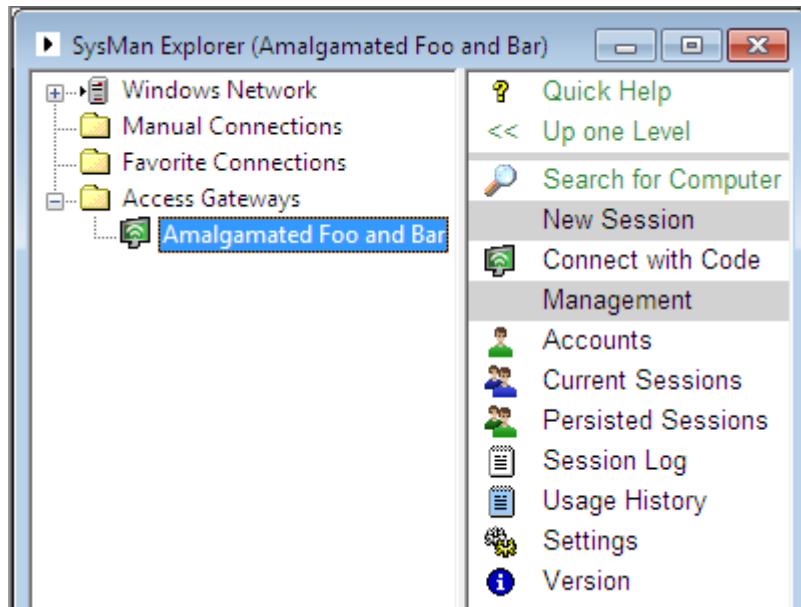 SysMan Explorer (Amalgamated Foo and Bar)
Windows Network
Manual Connections
Favorite Connections
Access Gateways
Amalgamated Foo and Bar
? Quick Help
<< Up one Level
Search for Computer
New Session
Connect with Code
Management
Accounts
Current Sessions
Persisted Sessions
Session Log
Usage History
Settings
Version